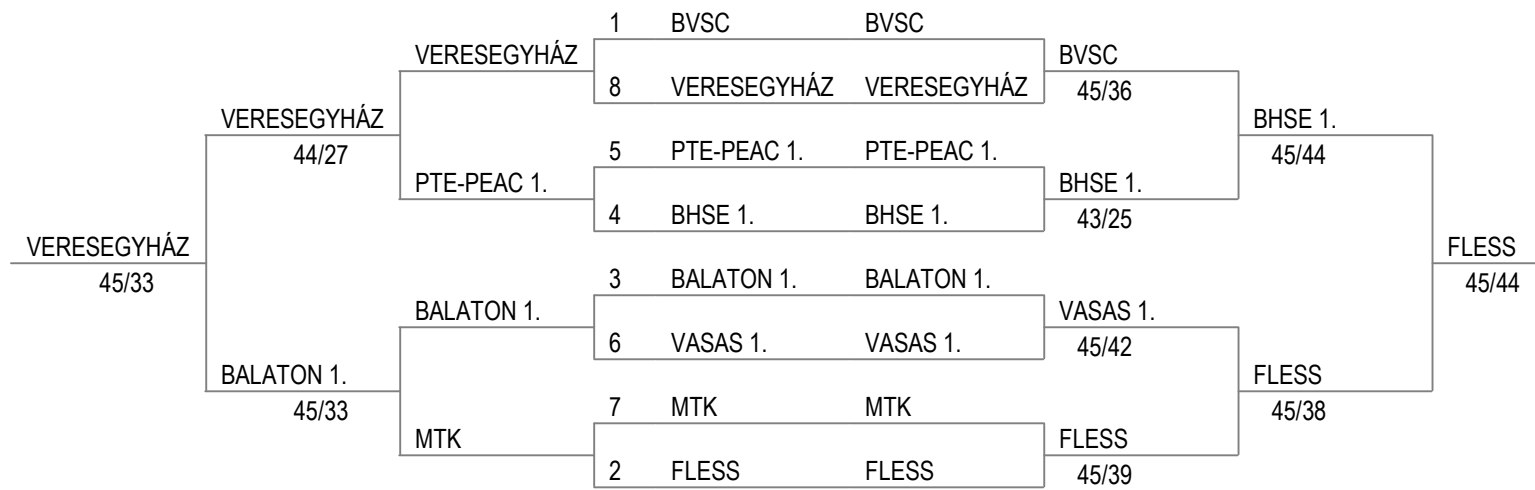 1 BVSC BVSC
VERESEGYHÁZ BVSC
8 VERESEGYHÁZ VERESEGYHÁZ 45/36
VERESEGYHÁZ BHSE 1.
44/27 5 PTE-PEAC 1. PTE-PEAC 1. 45/44
PTE-PEAC 1. BHSE 1.
4 BHSE 1. BHSE 1. 43/25
VERESEGYHÁZ FLESS
45/33 3 BALATON 1. BALATON 1. 45/44
BALATON 1. VASAS 1.
6 VASAS 1. VASAS 1. 45/42
BALATON 1. FLESS
45/33 7 MTK MTK 45/38
MTK FLESS
2 FLESS FLESS 45/39